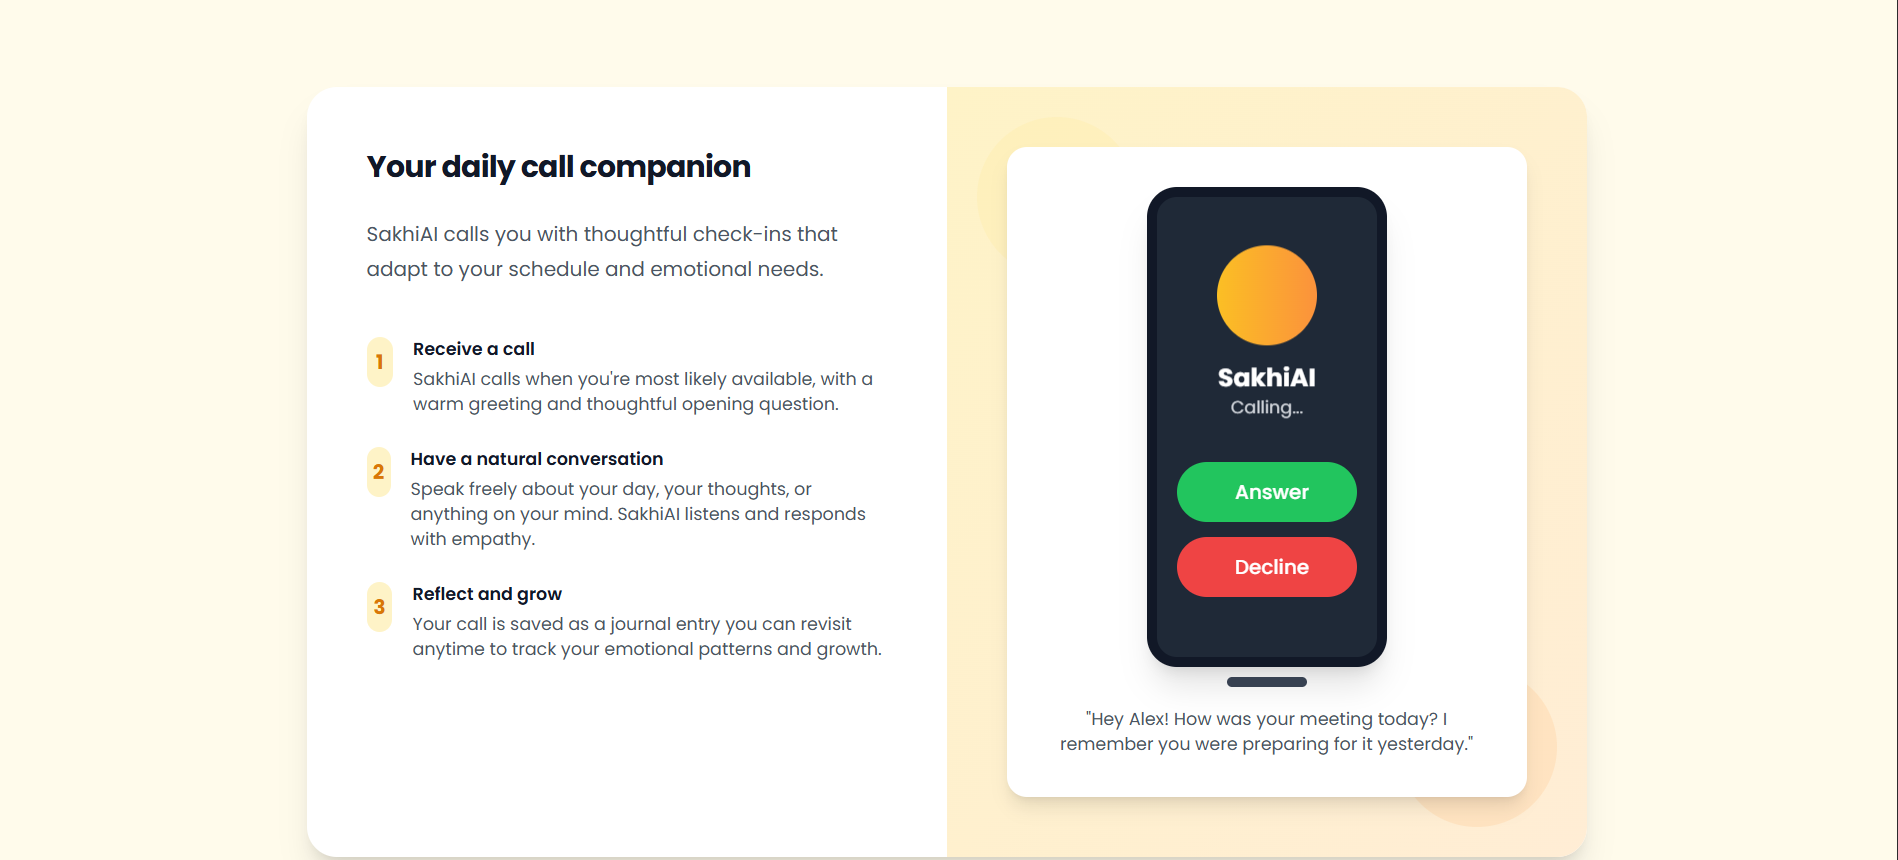 Your daily call companion
SakhiAI calls you with thoughtful check-ins that
adapt to your schedule and emotional needs.
1
Receive a call
SakhiAI calls when you're most likely available, with a
warm greeting and thoughtful opening question.
2
Have a natural conversation
Speak freely about your day, your thoughts, or
anything on your mind. SakhiAI listens and responds
with empathy.
3
Reflect and grow
Your call is saved as a journal entry you can revisit
anytime to track your emotional patterns and growth.
SakhiAI
Calling...
Answer
Decline
"Hey Alex! How was your meeting today? I
remember you were preparing for it yesterday."